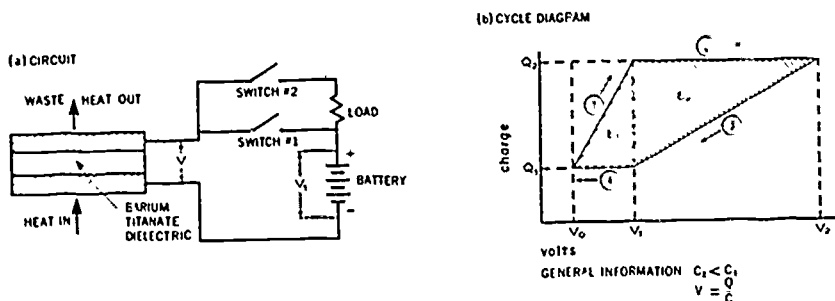 (a) CIRCUIT
WASTE HEAT OUT
SWITCH #2
LOAD
SWITCH #1
V
V₁
+
BATTERY
-
BARIUM
TITANATE
DIELECTRIC
HEAT IN
(b) CYCLE DIAGRAM
Q₂
charge
Q₁
V₀
V₁
V₂
volts
GENERAL INFORMATION C₂ < C₁
V = Q/C